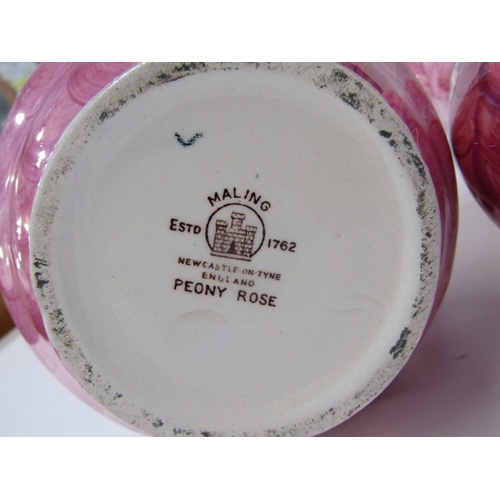 MALING
ESTD 1762
NEWCASTLE-ON-TYNE
ENGLAND
PEONY ROSE